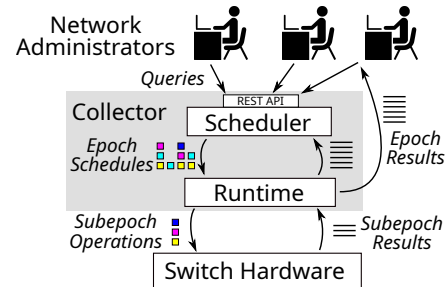 Network
Administrators
Queries
REST API
Collector
Scheduler
Epoch
Schedules
Epoch
Results
Runtime
Subepoch
Operations
Subepoch
Results
Switch Hardware